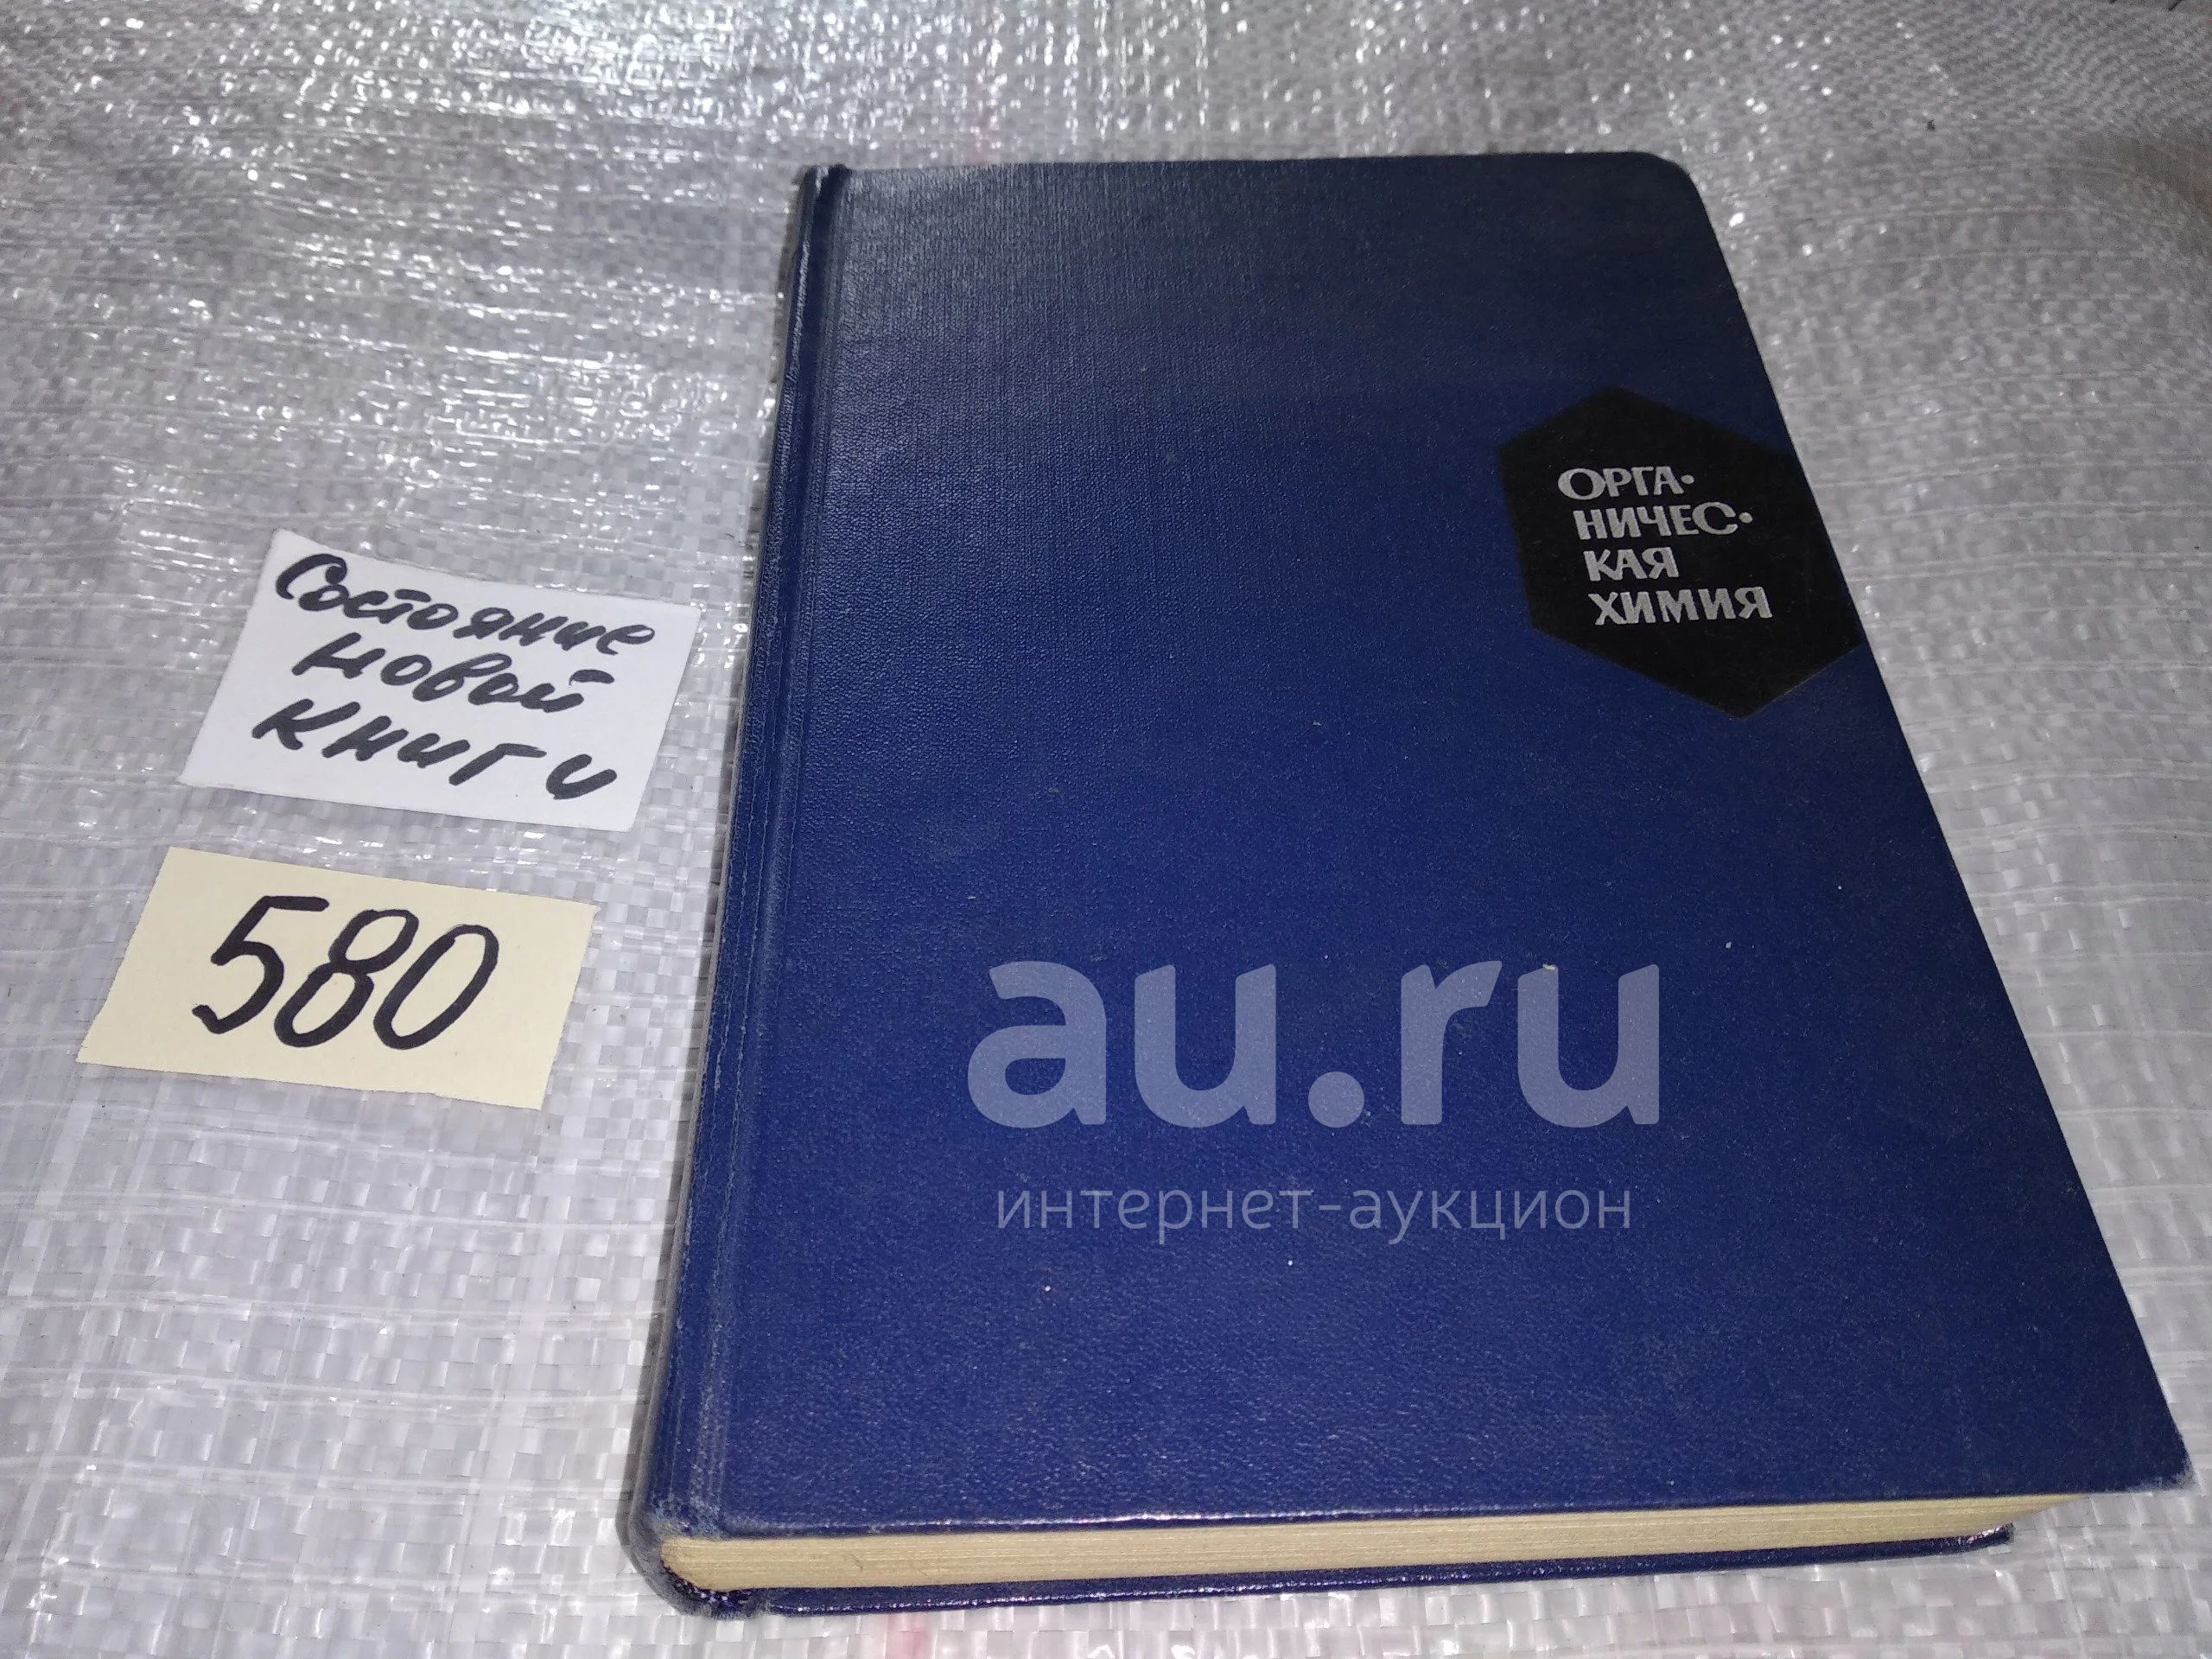 ОРГА·
НИЧЕС·
КАЯ
ХИМИЯ
Состояние
новой
книги
580
au.ru
интернет-аукцион